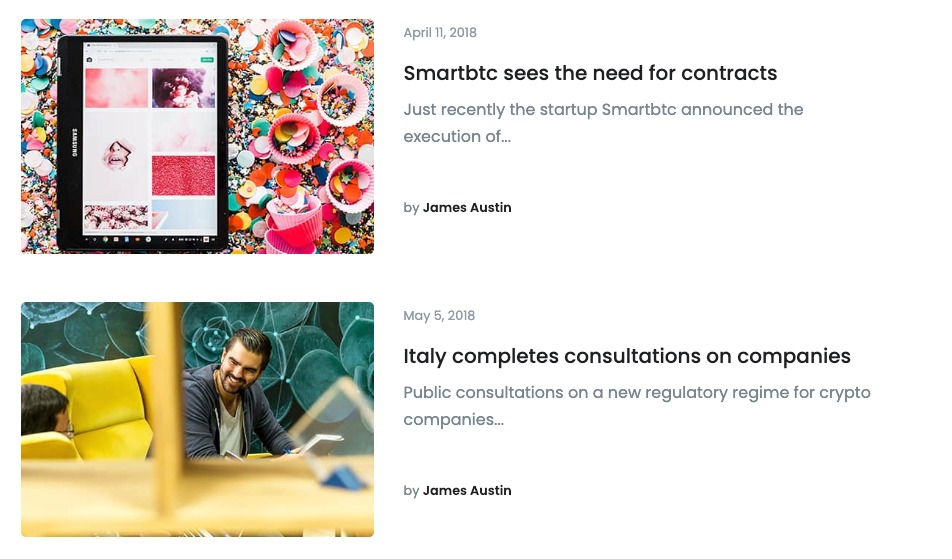 SAMSUNG
April 11, 2018
Smartbtc sees the need for contracts
Just recently the startup Smartbtc announced the
execution of...
by James Austin
May 5, 2018
Italy completes consultations on companies
Public consultations on a new regulatory regime for crypto
companies...
by James Austin